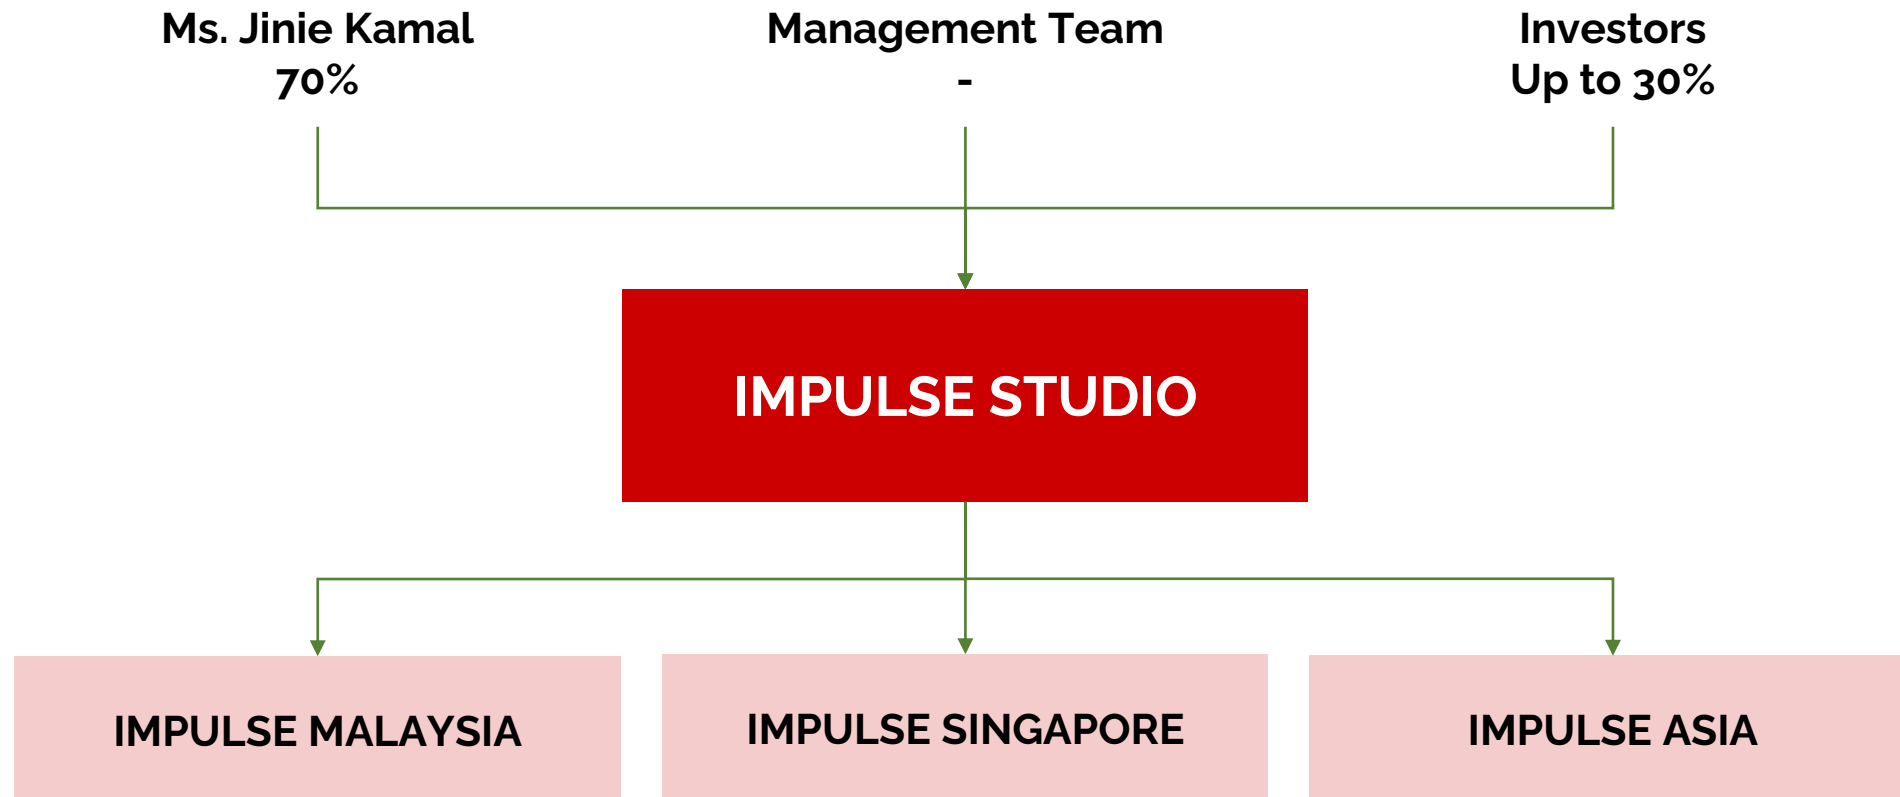 Ms. Jinie Kamal
70%
Management Team
-
Investors
Up to 30%
IMPULSE STUDIO
IMPULSE MALAYSIA
IMPULSE SINGAPORE
IMPULSE ASIA